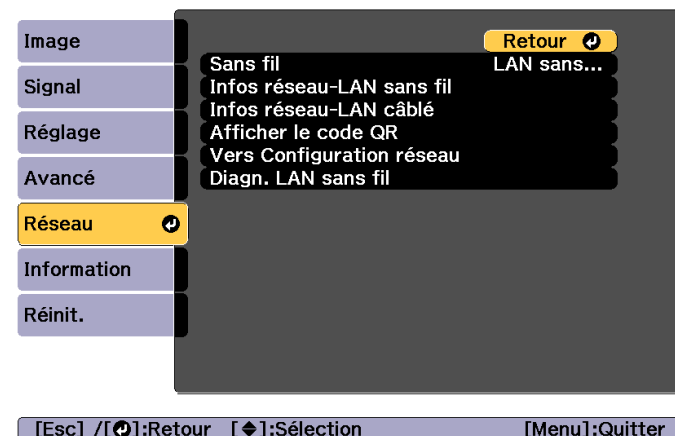 Image
Signal
Réglage
Avancé
Réseau
Information
Réinit.
Retour
Sans fil LAN sans...
Infos réseau-LAN sans fil
Infos réseau-LAN câblé
Afficher le code QR
Vers Configuration réseau
Diagn. LAN sans fil
[Esc] /[⏎]:Retour [◆]:Sélection [Menu]:Quitter